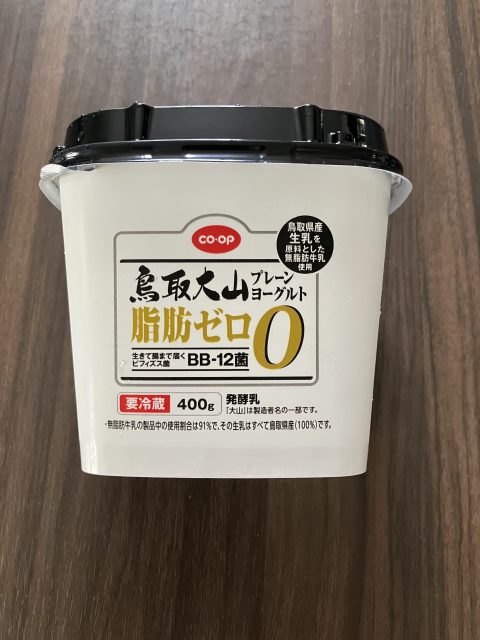 CO·OP
鳥取県産
生乳を
原料とした
無脂肪牛乳
使用
鳥取大山プレーンヨーグルト
脂肪ゼロ0
生きて腸まで届く
ビフィズス菌 BB-12菌
要冷蔵 400g 発酵乳
「大山」は製造者名の一部です。
・無脂肪牛乳の製品中の使用割合は91%で、その生乳はすべて鳥取県産(100%)です。